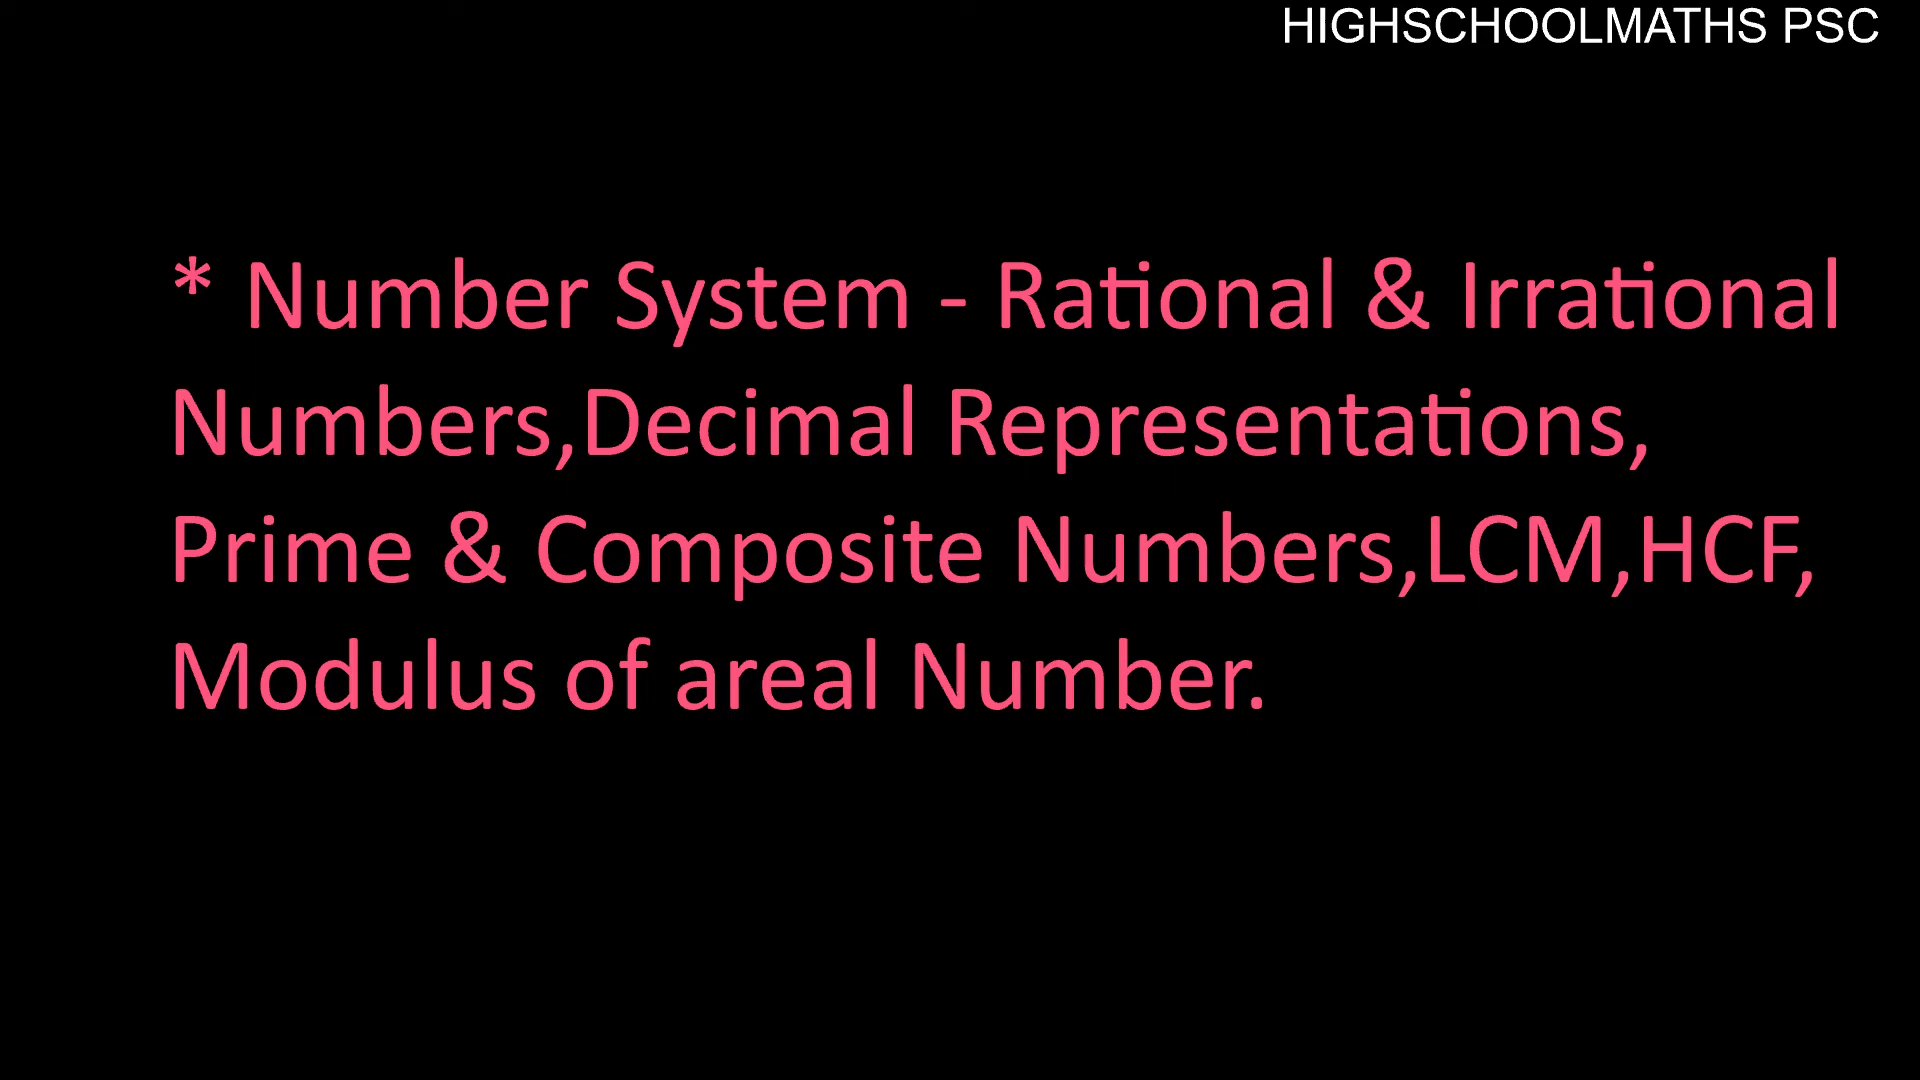 HIGHSCHOOLMATHS PSC
* Number System - Rational & Irrational
Numbers,Decimal Representations,
Prime & Composite Numbers,LCM,HCF,
Modulus of areal Number.